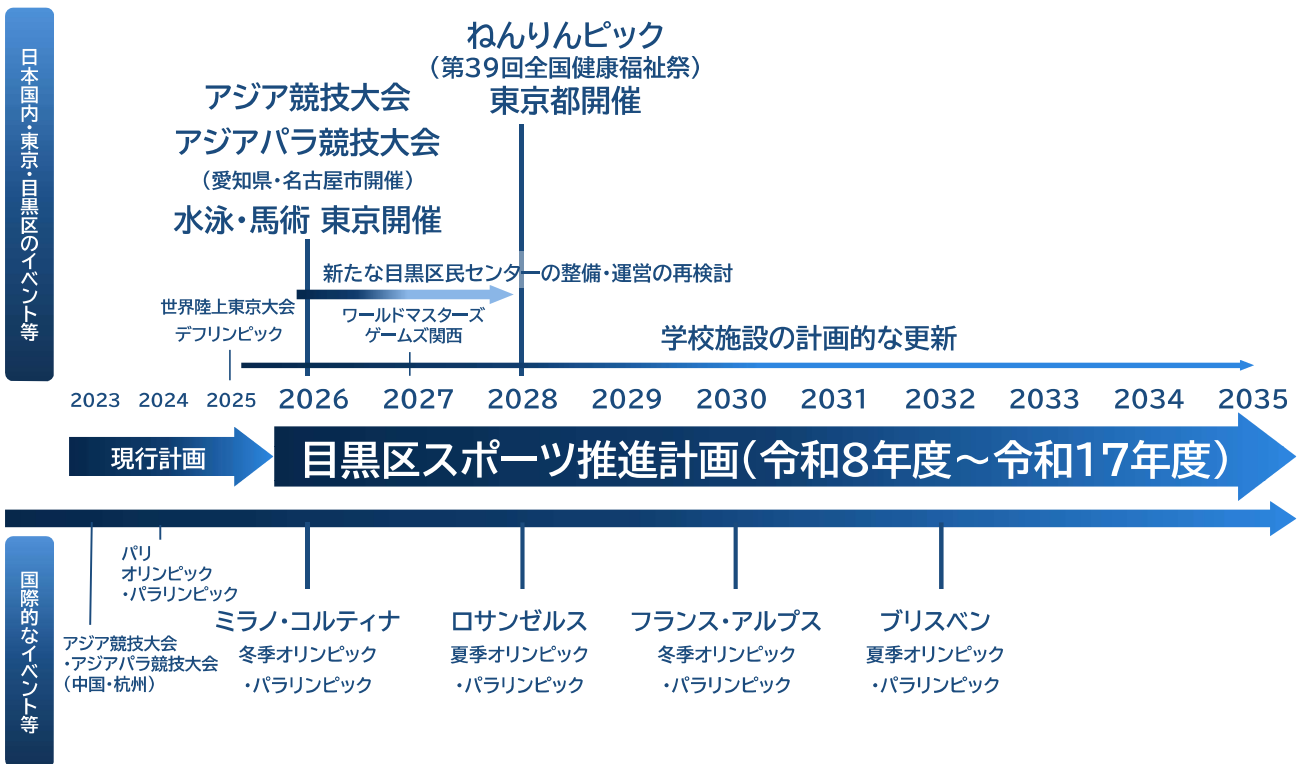 日本国内・東京・目黒区のイベント等
ねんりんピック
（第39回全国健康福祉祭）
東京都開催
アジア競技大会
アジアパラ競技大会
（愛知県・名古屋市開催）
水泳・馬術 東京開催
新たな目黒区民センターの整備・運営の再検討
世界陸上東京大会
デフリンピック
ワールドマスターズ
ゲームズ関西
学校施設の計画的な更新
2023 2024 2025 2026 2027 2028 2029 2030 2031 2032 2033 2034 2035
現行計画
目黒区スポーツ推進計画（令和8年度～令和17年度）
国際的なイベント等
パリ
オリンピック
・パラリンピック
アジア競技大会
・アジアパラ競技大会
（中国・杭州）
ミラノ・コルティナ
冬季オリンピック
・パラリンピック
ロサンゼルス
夏季オリンピック
・パラリンピック
フランス・アルプス
冬季オリンピック
・パラリンピック
ブリスベン
夏季オリンピック
・パラリンピック